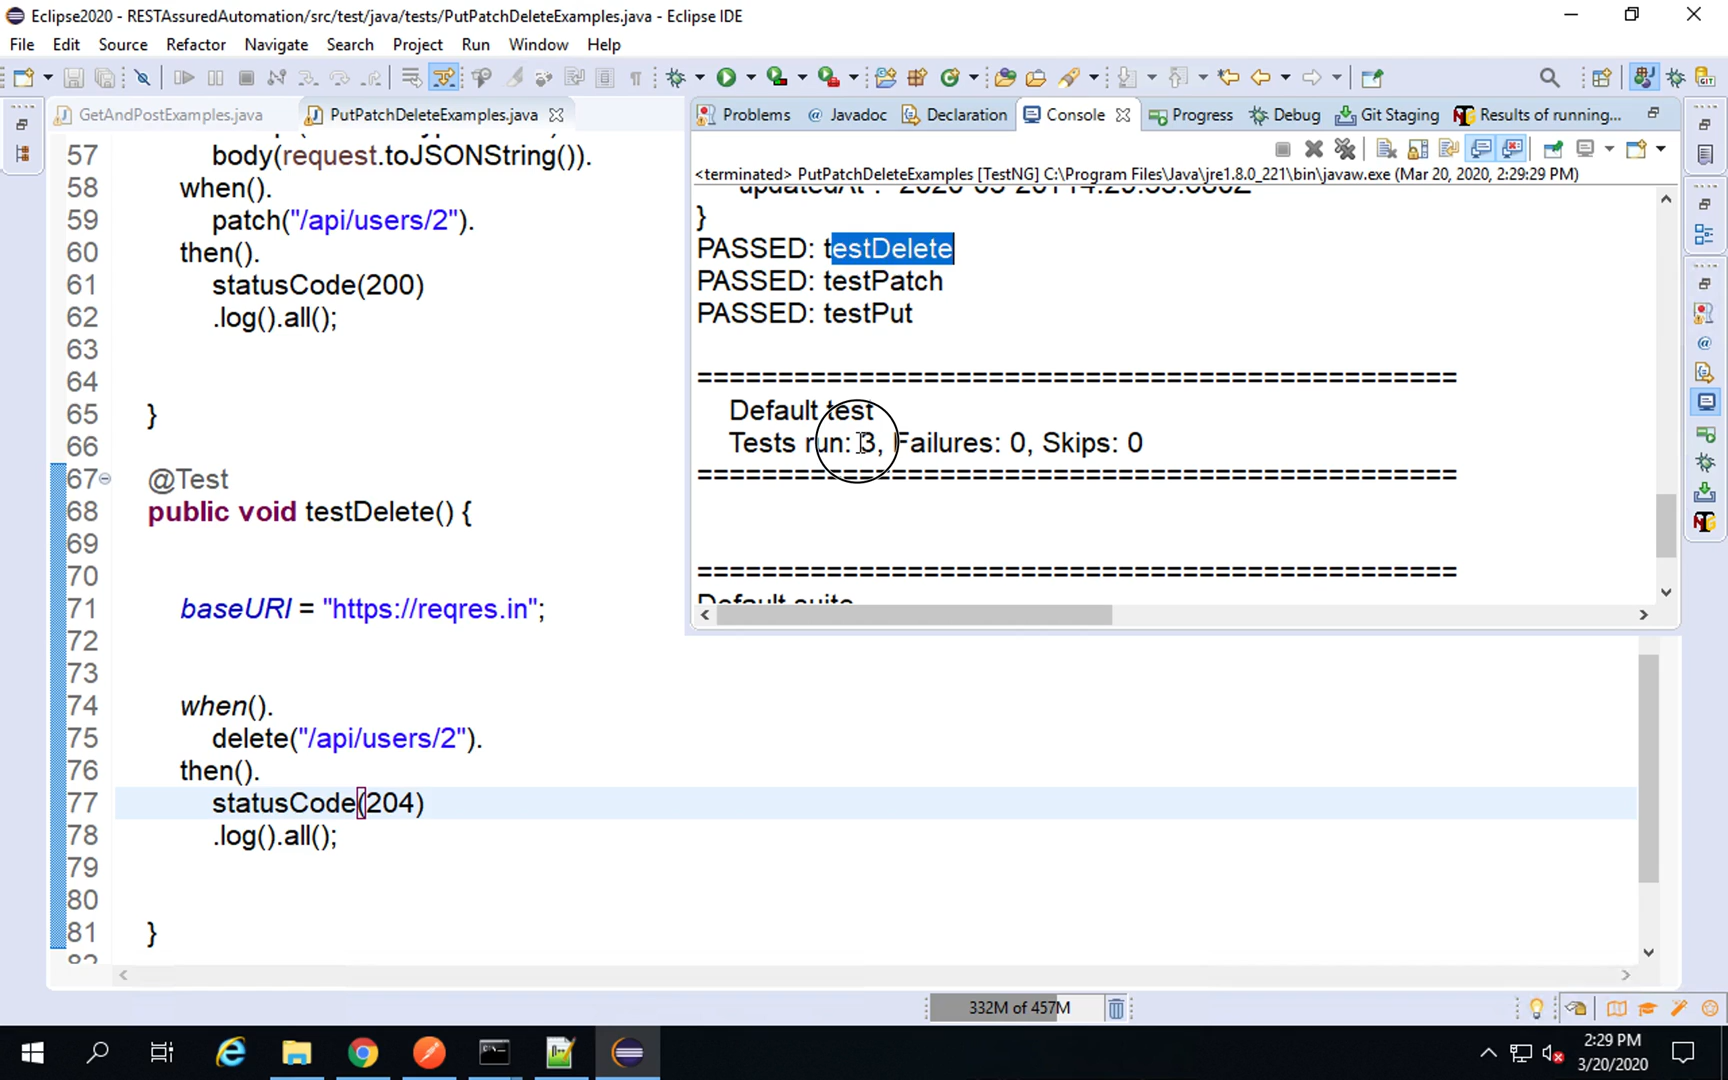 Eclipse2020 - RESTAssuredAutomation/src/test/java/tests/PutPatchDeleteExamples.java - Eclipse IDE
File Edit Source Refactor Navigate Search Project Run Window Help
GetAndPostExamples.java PutPatchDeleteExamples.java
Problems @ Javadoc Declaration Console Progress Debug Git Staging Results of running...
<terminated> PutPatchDeleteExamples [TestNG] C:\Program Files\Java\jre1.8.0_221\bin\javaw.exe (Mar 20, 2020, 2:29:29 PM)
}
PASSED: testDelete
PASSED: testPatch
PASSED: testPut
===============================================
Default test
Tests run: 3, Failures: 0, Skips: 0
===============================================
===============================================
Default suite
57 body(request.toJSONString()).
58 when().
59 patch("/api/users/2").
60 then().
61 statusCode(200)
62 .log().all();
63
64
65 }
66
67 @Test
68 public void testDelete() {
69
70
71 baseURI = "https://reqres.in";
72
73
74 when().
75 delete("/api/users/2").
76 then().
77 statusCode(204)
78 .log().all();
79
80
81 }
82
332M of 457M
2:29 PM
3/20/2020